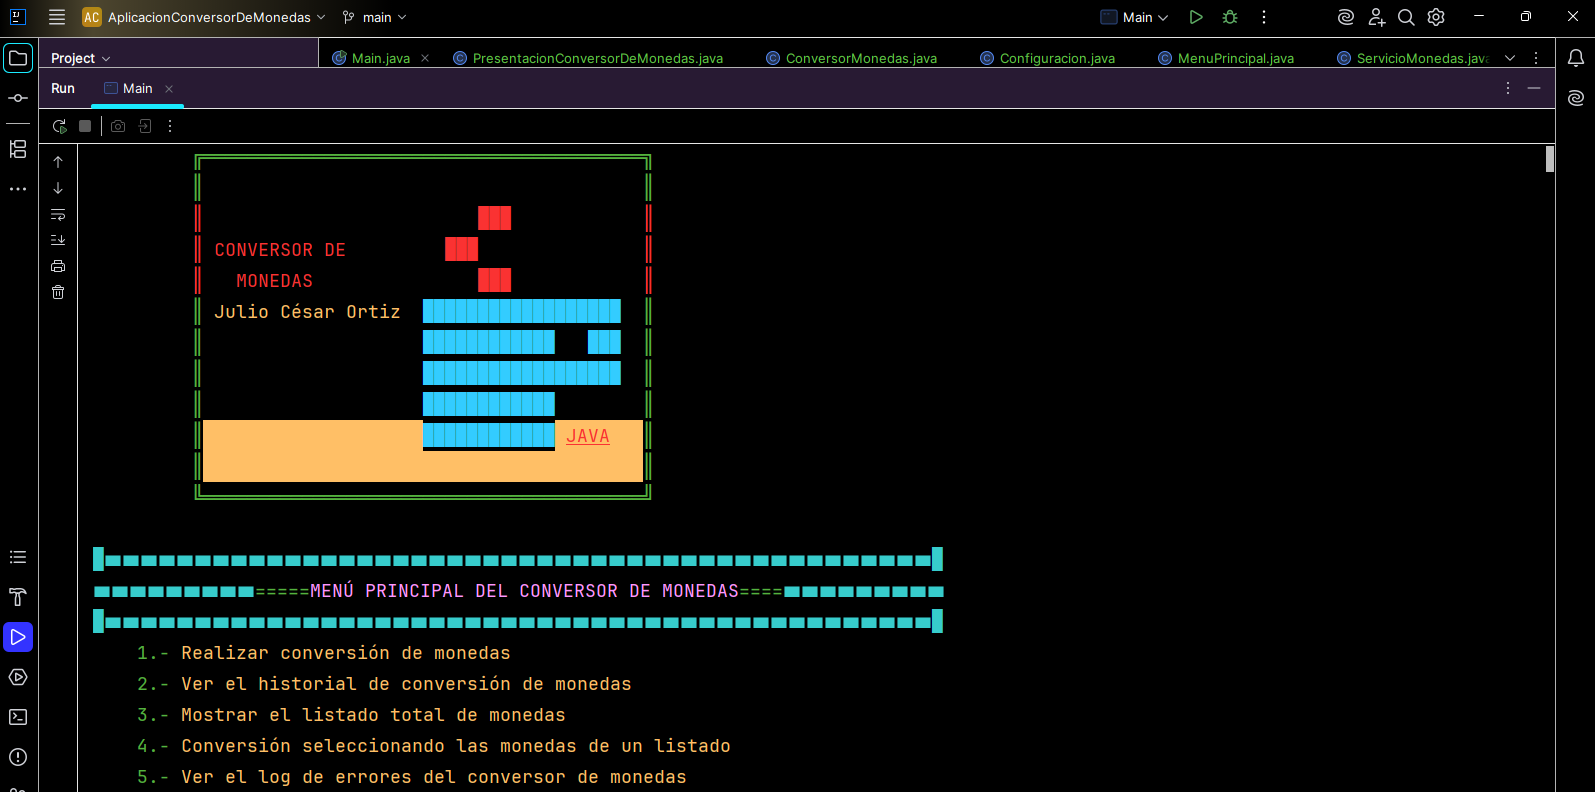 AC AplicacionConversorDeMonedas main Main
Project Main.java PresentacionConversorDeMonedas.java ConversorMonedas.java Configuracion.java MenuPrincipal.java ServicioMonedas.java
Run Main
CONVERSOR DE
MONEDAS
Julio César Ortiz
JAVA
=====MENÚ PRINCIPAL DEL CONVERSOR DE MONEDAS====
1.- Realizar conversión de monedas
2.- Ver el historial de conversión de monedas
3.- Mostrar el listado total de monedas
4.- Conversión seleccionando las monedas de un listado
5.- Ver el log de errores del conversor de monedas